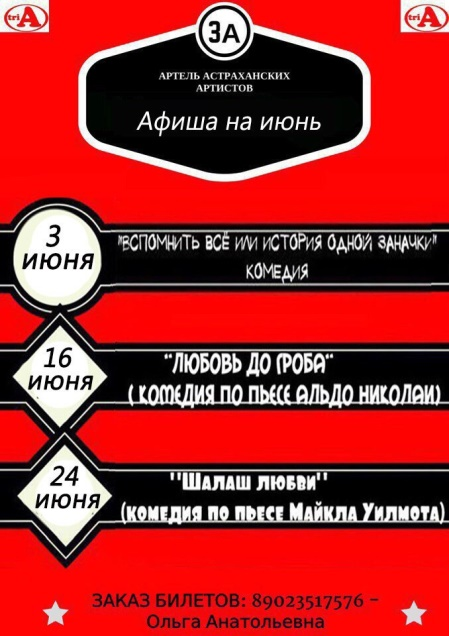 triА
triА
3А
АРТЕЛЬ АСТРАХАНСКИХ
АРТИСТОВ
Афиша на июнь
3
июня
"ВСПОМНИТЬ ВСЁ ИЛИ ИСТОРИЯ ОДНОЙ ЗАНАЧКИ"
КОМЕДИЯ
16
июня
"ЛЮБОВЬ ДО ГРОБА"
( КОМЕДИЯ ПО ПЬЕСЕ АЛЬДО НИКОЛАИ)
24
июня
''Шалаш любви''
(комедия по пьесе Майкла Уилмота)
ЗАКАЗ БИЛЕТОВ: 89023517576 -
Ольга Анатольевна